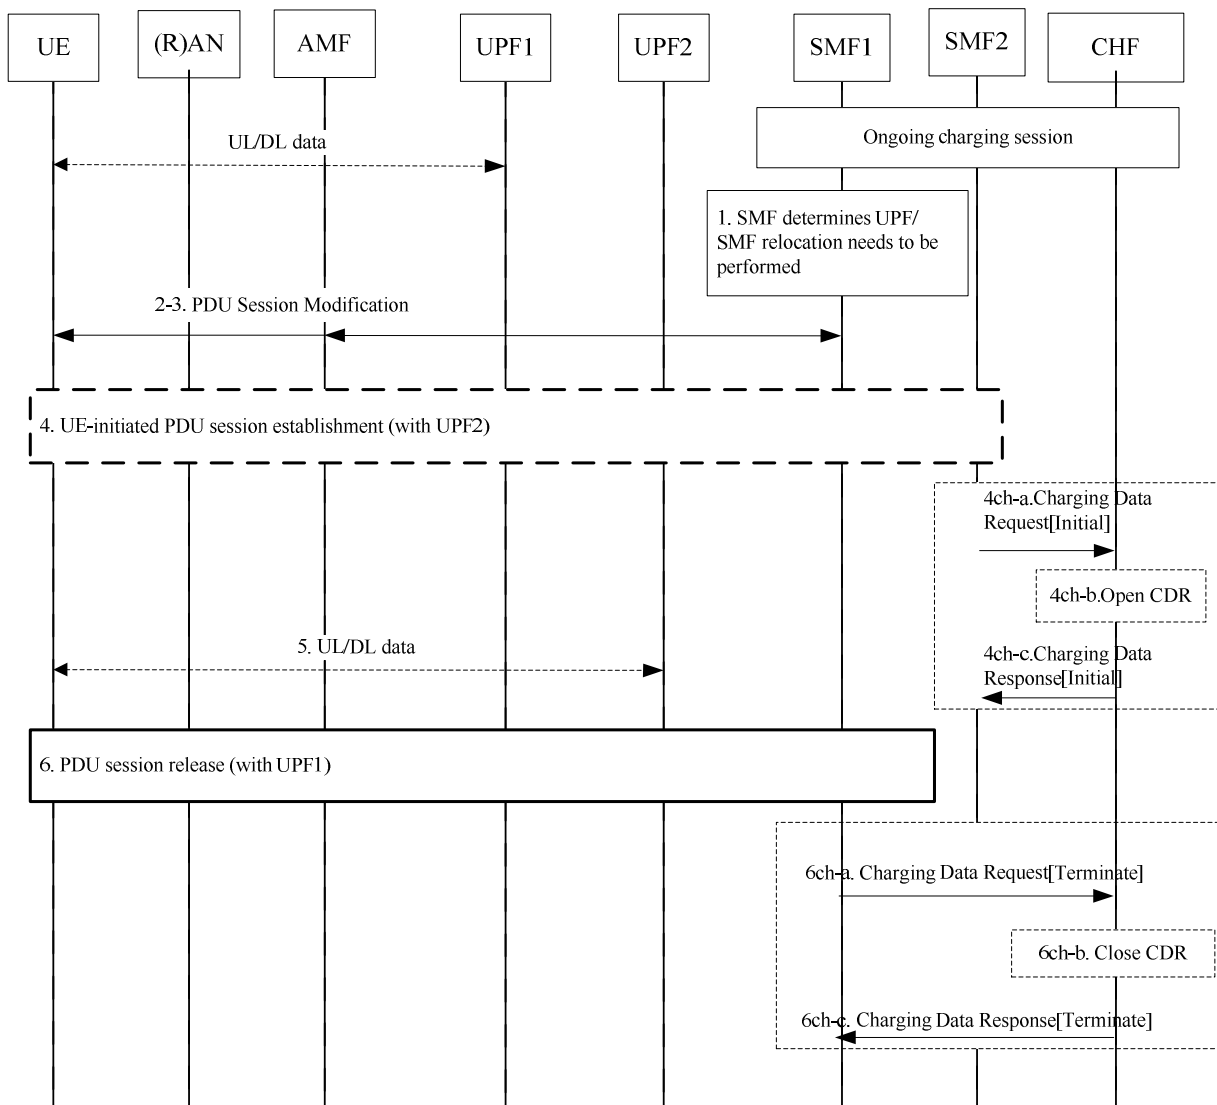 UE
(R)AN
AMF
UPF1
UPF2
SMF1
SMF2
CHF
UL/DL data
Ongoing charging session
1. SMF determines UPF/
SMF relocation needs to be
performed
2-3. PDU Session Modification
4. UE-initiated PDU session establishment (with UPF2)
4ch-a.Charging Data
Request[Initial]
4ch-b.Open CDR
5. UL/DL data
4ch-c.Charging Data
Response[Initial]
6. PDU session release (with UPF1)
6ch-a. Charging Data Request[Terminate]
6ch-b. Close CDR
6ch-c. Charging Data Response[Terminate]